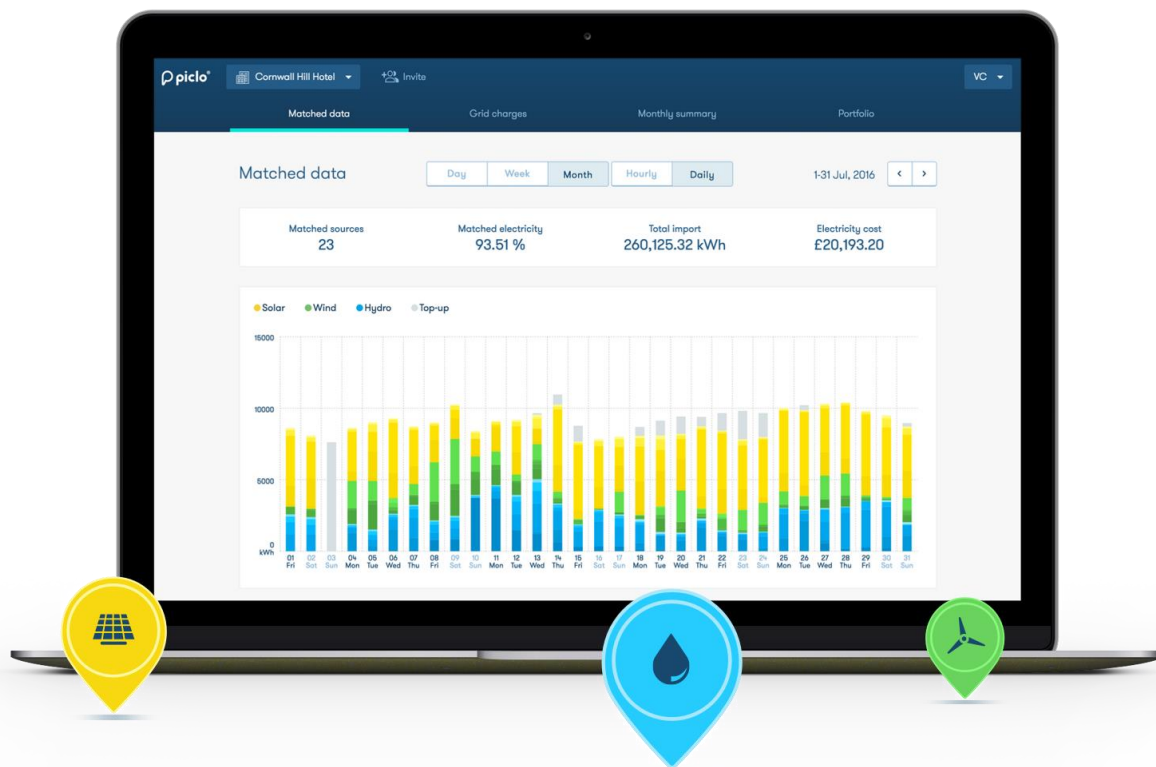 piclo®
Cornwall Hill Hotel
Invite
VC
Matched data
Grid charges
Monthly summary
Portfolio
Matched data
Day
Week
Month
Hourly
Daily
1-31 Jul, 2016
Matched sources
23
Matched electricity
93.51 %
Total import
260,125.32 kWh
Electricity cost
£20,193.20
Solar Wind Hydro Top-up
15000
10000
5000
0
kWh
01 02 03 04 05 06 07 08 09 10 11 12 13 14 15 16 17 18 19 20 21 22 23 24 25 26 27 28 29 30 31
Fri Sat Sun Mon Tue Wed Thu Fri Sat Sun Mon Tue Wed Thu Fri Sat Sun Mon Tue Wed Thu Fri Sat Sun Mon Tue Wed Thu Fri Sat Sun